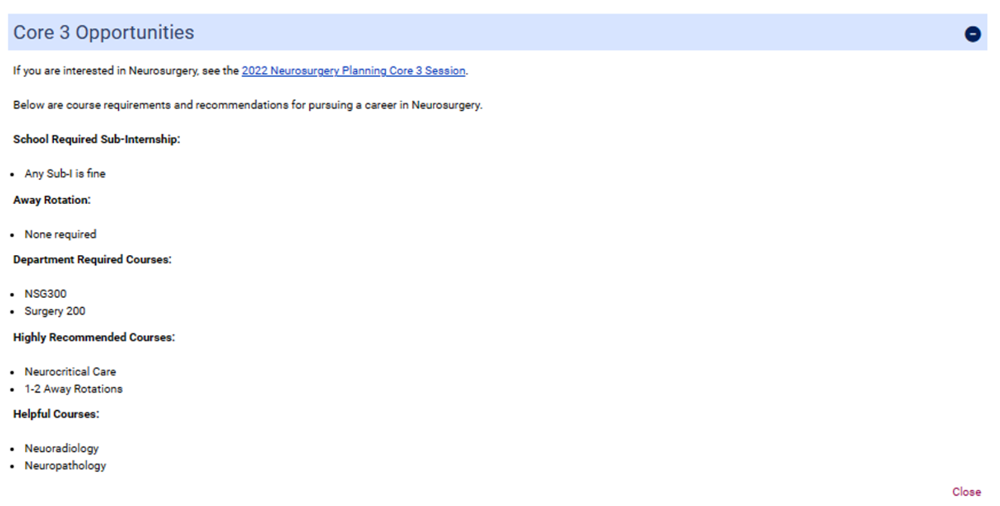 Core 3 Opportunities
If you are interested in Neurosurgery, see the 2022 Neurosurgery Planning Core 3 Session.
Below are course requirements and recommendations for pursuing a career in Neurosurgery.
School Required Sub-Internship:
• Any Sub-I is fine
Away Rotation:
• None required
Department Required Courses:
• NSG300
• Surgery 200
Highly Recommended Courses:
• Neurocritical Care
• 1-2 Away Rotations
Helpful Courses:
• Neuoradiology
• Neuropathology
Close